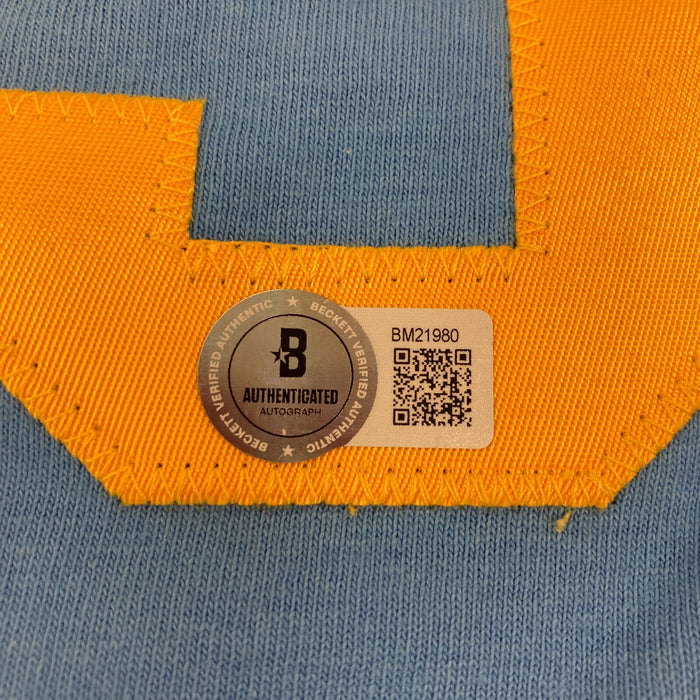 BECKETT VERIFIED AUTHENTIC ★ BECKETT VERIFIED AUTHENTIC ★
B
AUTHENTICATED
AUTOGRAPH
BM21980